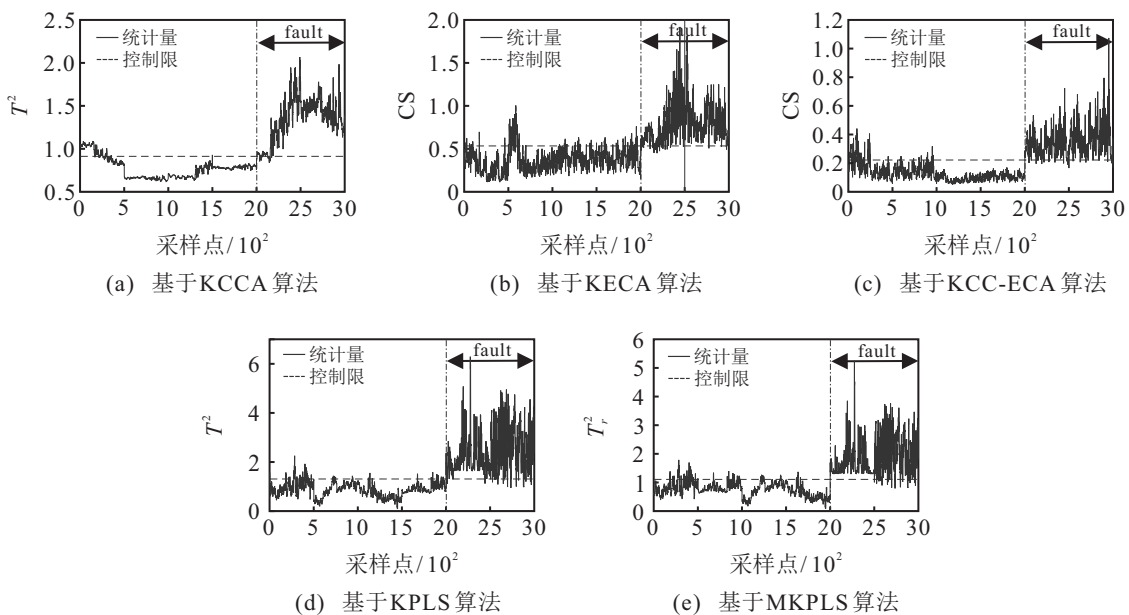 2.5
2.0
1.5
1.0
0.5
T²
统计量
控制限
fault
0 5 10 15 20 25 30
采样点/10²
(a) 基于KCCA算法
2.0
1.5
1.0
0.5
0
CS
统计量
控制限
fault
0 5 10 15 20 25 30
采样点/10²
(b) 基于KECA算法
1.2
1.0
0.8
0.6
0.4
0.2
0
CS
统计量
控制限
fault
0 5 10 15 20 25 30
采样点/10²
(c) 基于KCC-ECA算法
6
4
2
0
T²
统计量
控制限
fault
0 5 10 15 20 25 30
采样点/10²
(d) 基于KPLS算法
6
5
4
3
2
1
0
Tᵣ²
统计量
控制限
fault
0 5 10 15 20 25 30
采样点/10²
(e) 基于MKPLS算法